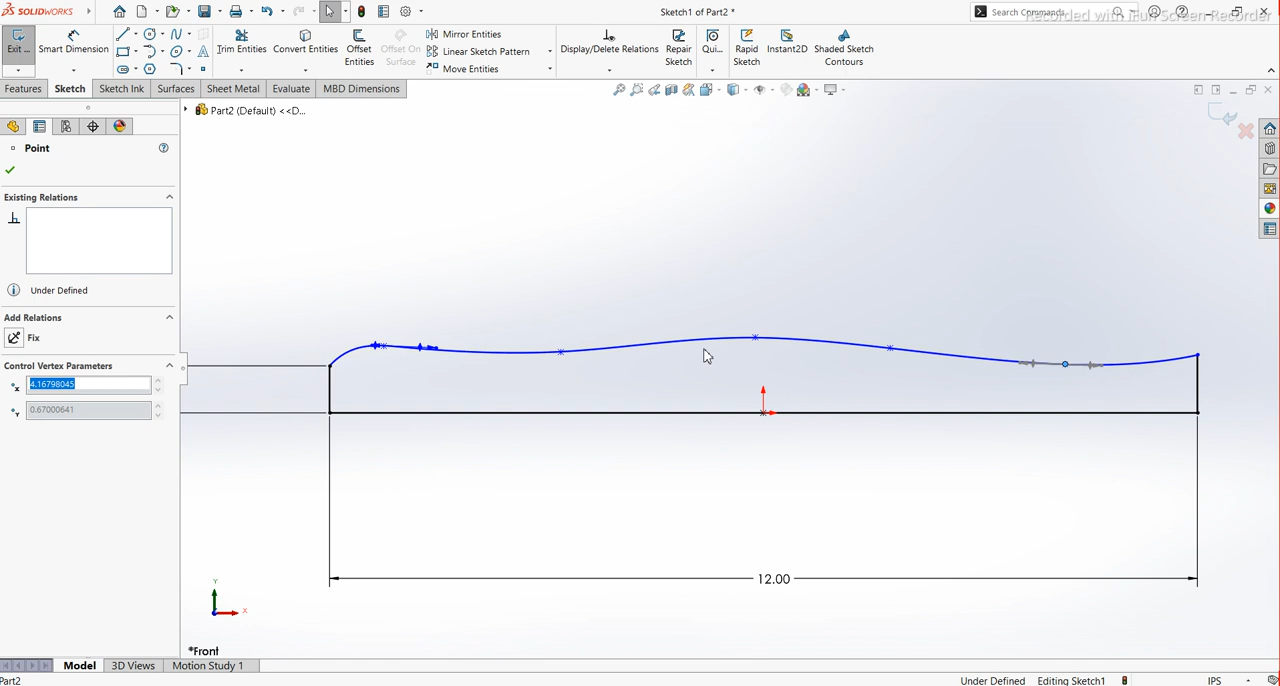 SOLIDWORKS
Sketch1 of Part2 *
Search Commands
Recorded with iTop Screen Recorder
Exit ...
Smart Dimension
Trim Entities
Convert Entities
Offset Entities
Offset On Surface
Mirror Entities
Linear Sketch Pattern
Move Entities
Display/Delete Relations
Repair Sketch
Qui...
Rapid Sketch
Instant2D
Shaded Sketch Contours
Features
Sketch
Sketch Ink
Surfaces
Sheet Metal
Evaluate
MBD Dimensions
Part2 (Default) <<D...
Point
Existing Relations
Under Defined
Add Relations
Fix
Control Vertex Parameters
4.16798045
0.67000641
12.00
Y
X
*Front
Model
3D Views
Motion Study 1
Part2
Under Defined
Editing Sketch1
IPS